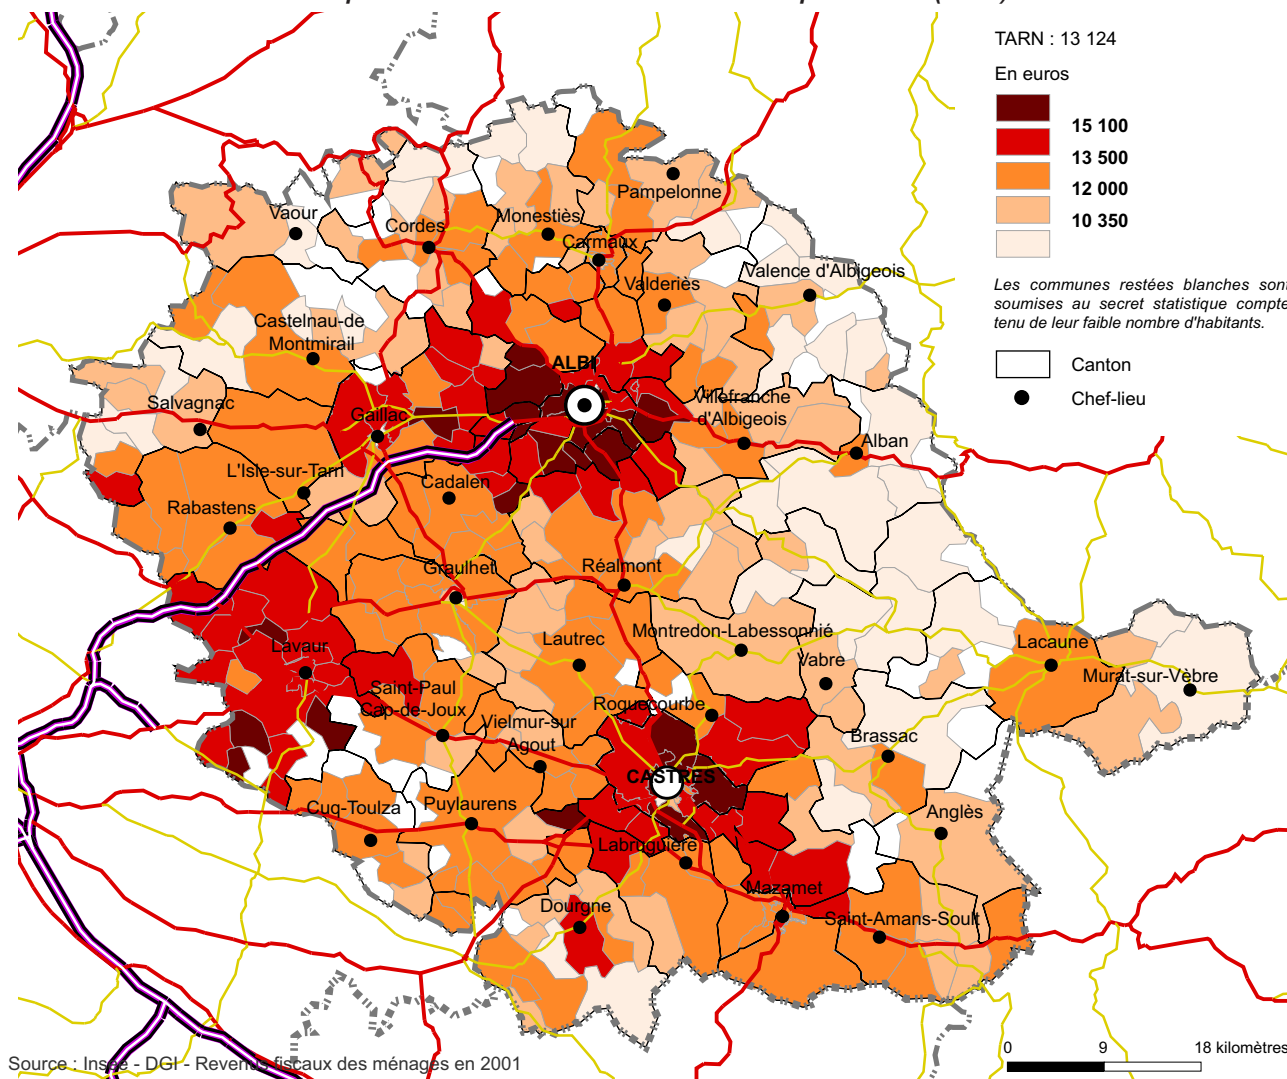 TARN : 13 124
En euros
15 100
13 500
12 000
10 350
Les communes restées blanches sont
soumises au secret statistique compte
tenu de leur faible nombre d'habitants.
Canton
Chef-lieu
Pampelonne
Vaour
Cordes
Monestiès
Carmaux
Valderiès
Valence d'Albigeois
Castelnau-de
Montmirail
ALBI
Salvagnac
Gaillac
Villefranche
d'Albigeois
Alban
L'Isle-sur-Tarn
Cadalen
Rabastens
Graulhet
Réalmont
Lautrec
Montredon-Labessonnié
Lacaune
Lavaur
Vabre
Murat-sur-Vèbre
Saint-Paul
Cap-de-Joux
Roquecourbe
Vielmur-sur
Agout
Brassac
CASTRES
Cuq-Toulza
Puylaurens
Anglès
Labruguière
Mazamet
Dourgne
Saint-Amans-Soult
0 9 18 kilomètres
Source : Insee - DGI - Revenus fiscaux des ménages en 2001